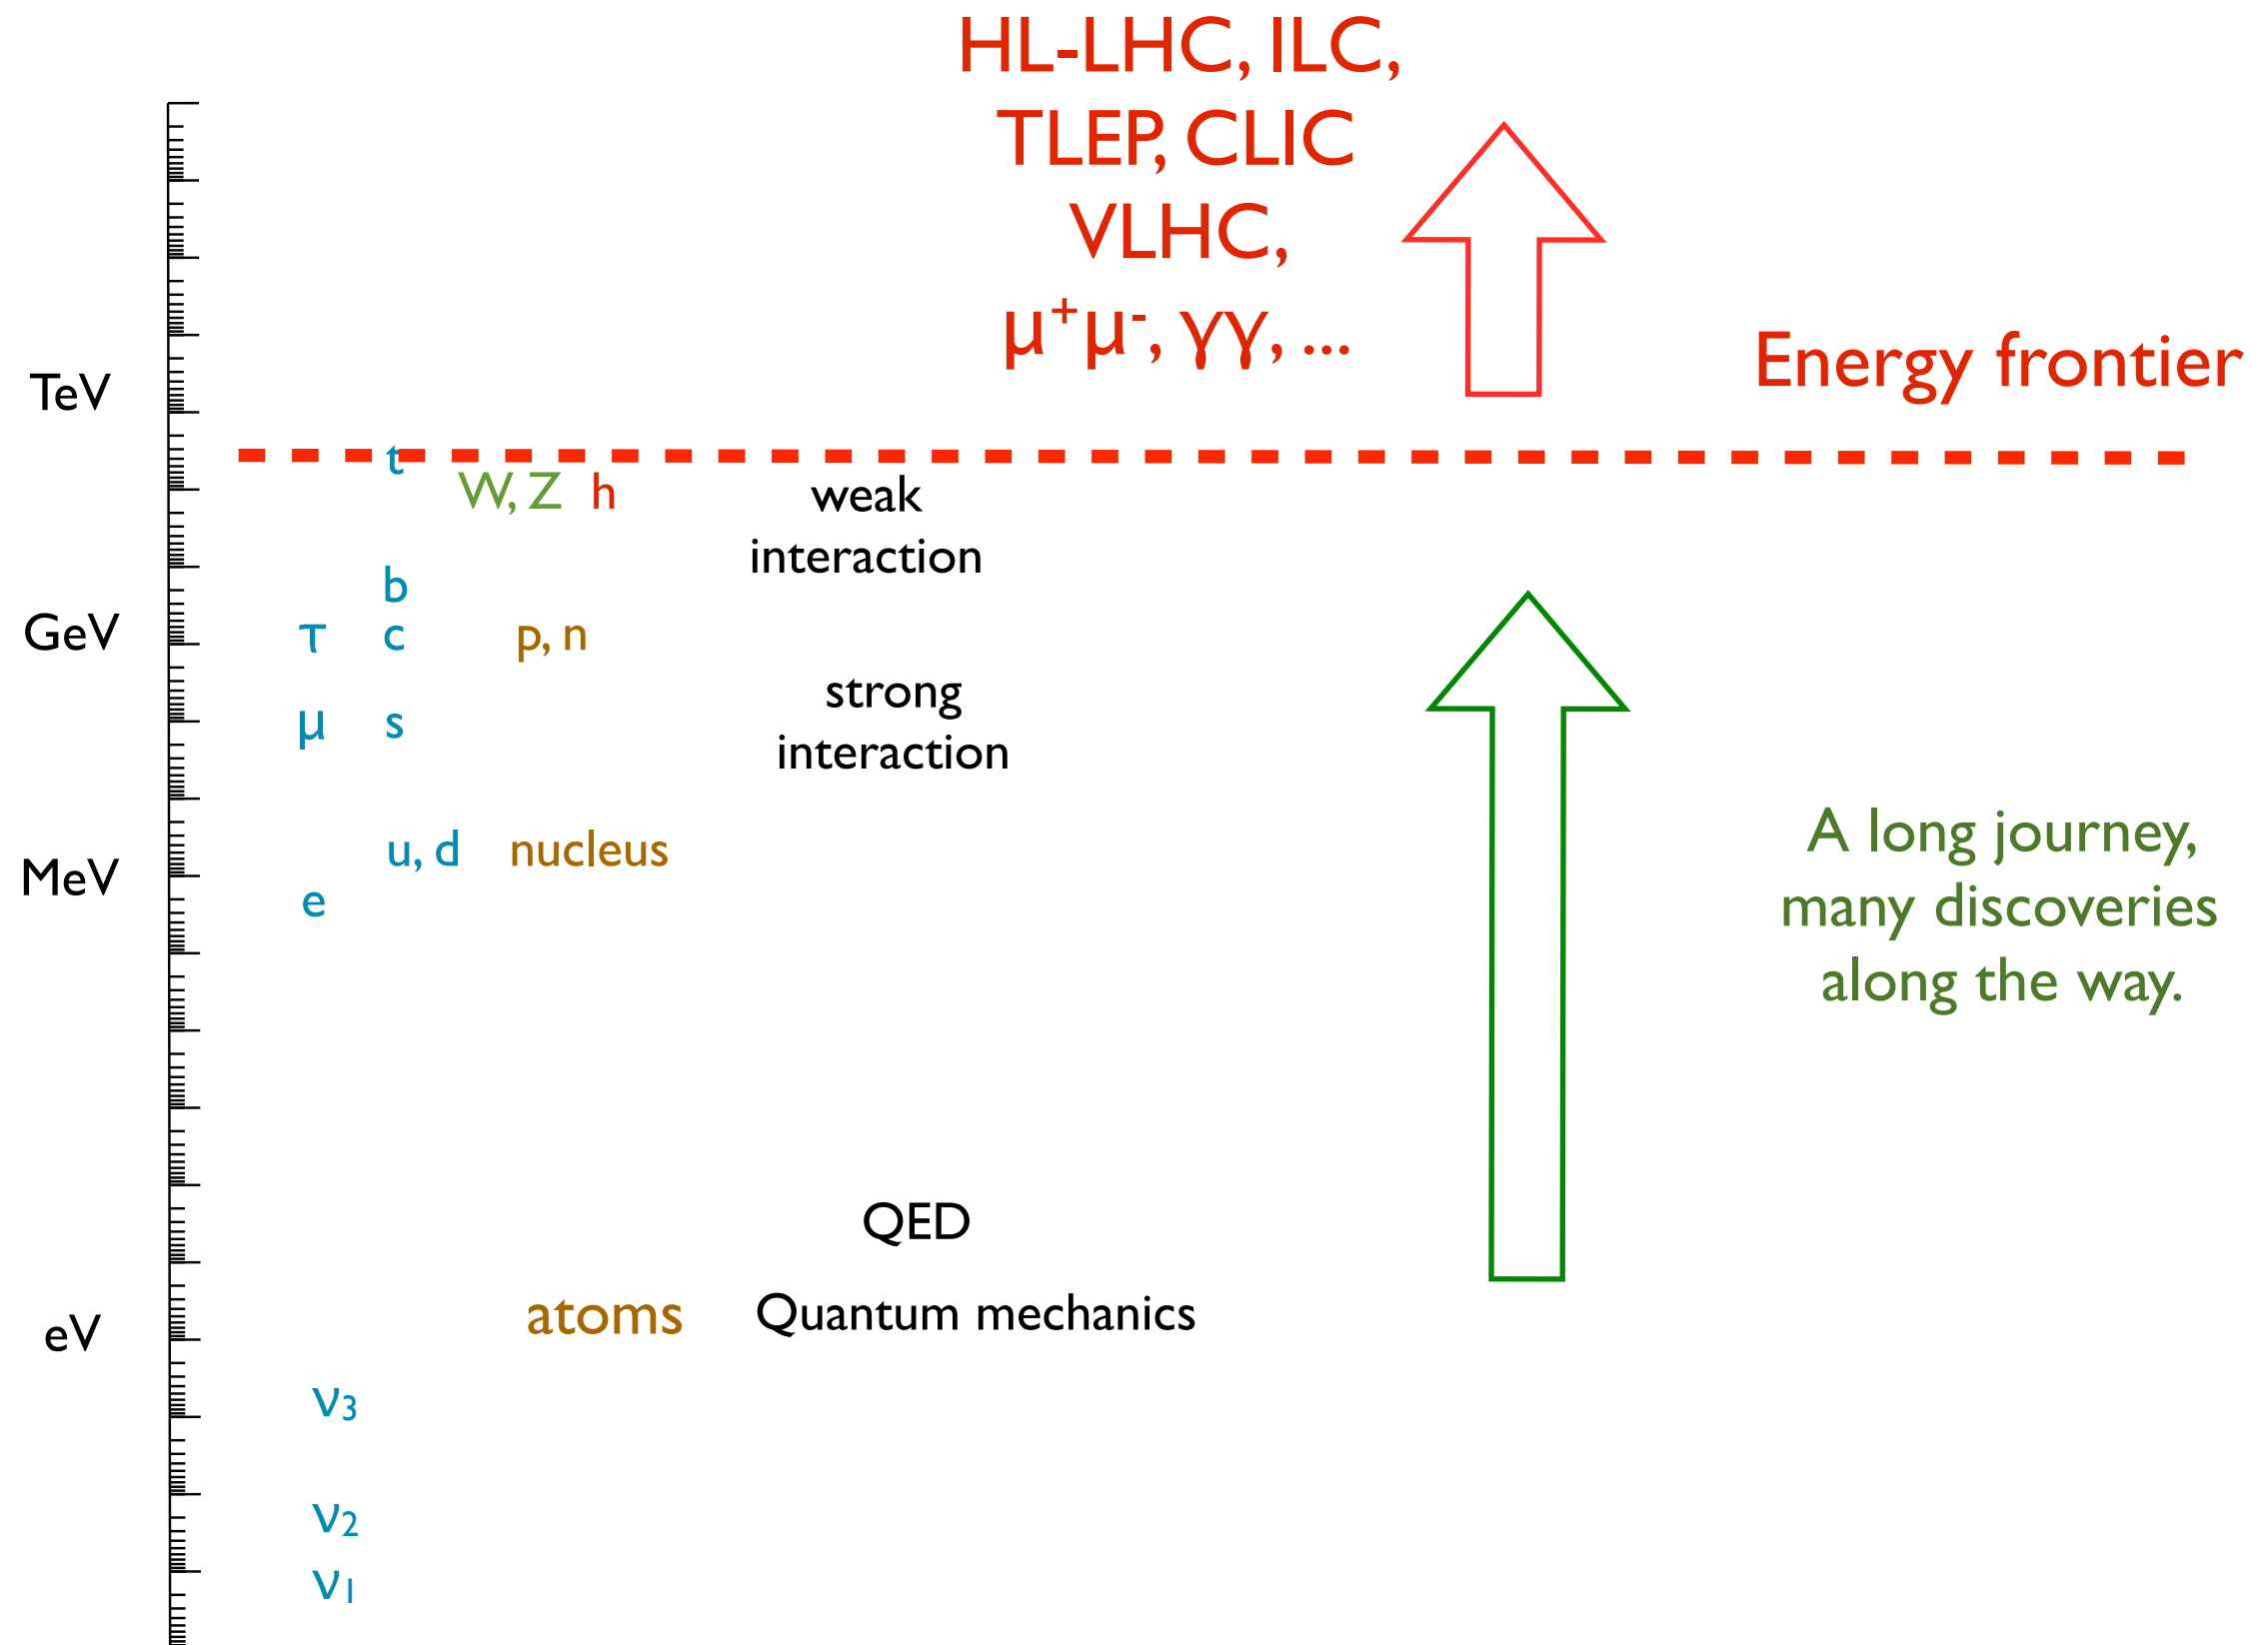 HL-LHC, ILC,
TLEP, CLIC
VLHC,
μ⁺μ⁻, γγ, ...
Energy frontier
TeV
t
W, Z h
weak
interaction
b
GeV
τ c p, n
strong
interaction
μ s
A long journey,
many discoveries
along the way.
u, d nucleus
MeV
e
QED
atoms Quantum mechanics
eV
ν₃
ν₂
ν₁